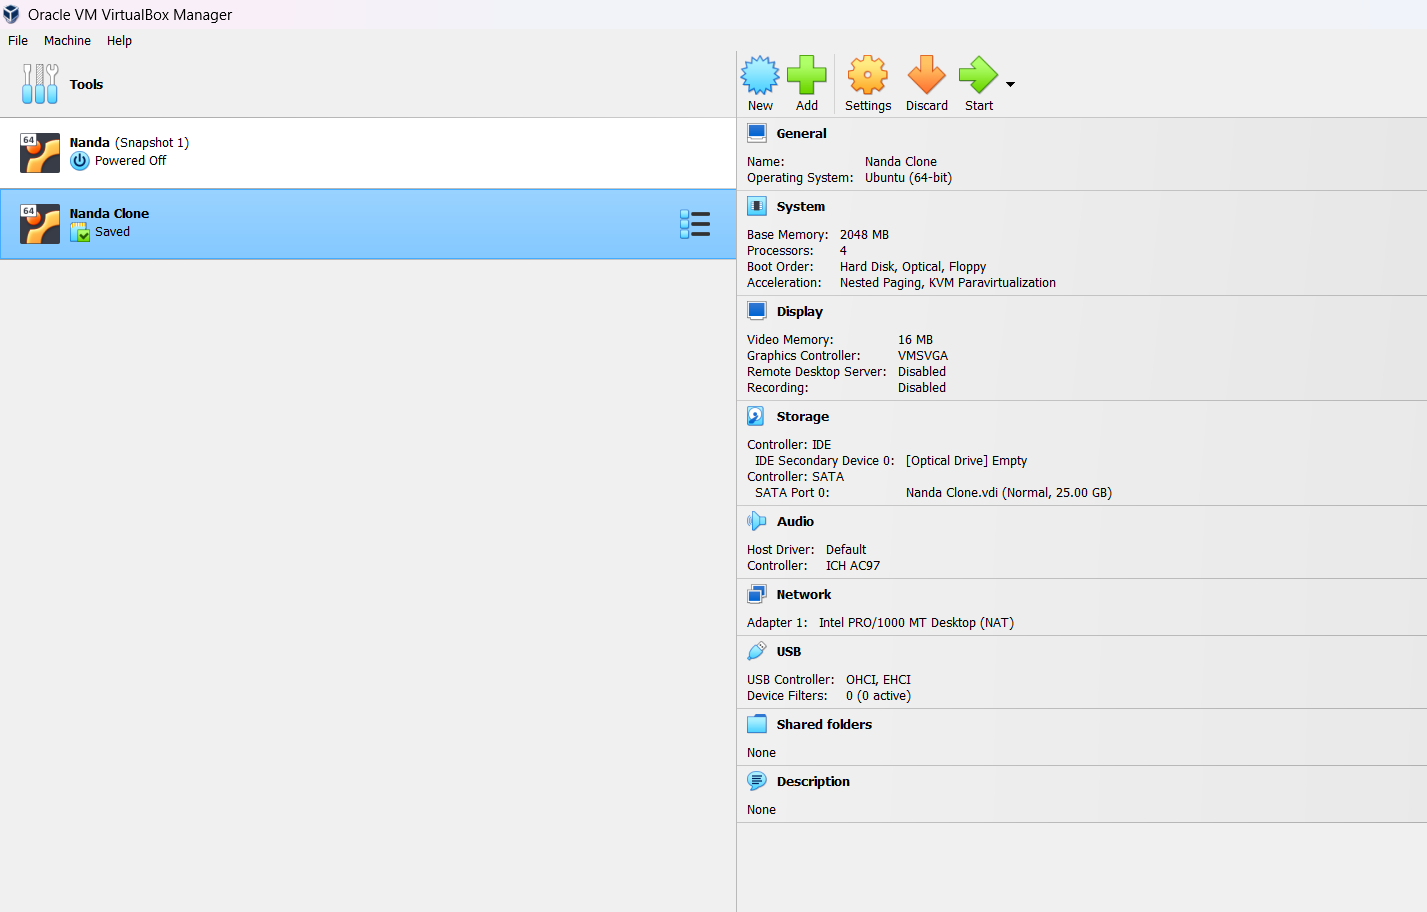 Oracle VM VirtualBox Manager
File Machine Help
Tools
New Add Settings Discard Start
64 Nanda (Snapshot 1)
Powered Off
64 Nanda Clone
Saved
General
Name: Nanda Clone
Operating System: Ubuntu (64-bit)
System
Base Memory: 2048 MB
Processors: 4
Boot Order: Hard Disk, Optical, Floppy
Acceleration: Nested Paging, KVM Paravirtualization
Display
Video Memory: 16 MB
Graphics Controller: VMSVGA
Remote Desktop Server: Disabled
Recording: Disabled
Storage
Controller: IDE
IDE Secondary Device 0: [Optical Drive] Empty
Controller: SATA
SATA Port 0: Nanda Clone.vdi (Normal, 25.00 GB)
Audio
Host Driver: Default
Controller: ICH AC97
Network
Adapter 1: Intel PRO/1000 MT Desktop (NAT)
USB
USB Controller: OHCI, EHCI
Device Filters: 0 (0 active)
Shared folders
None
Description
None